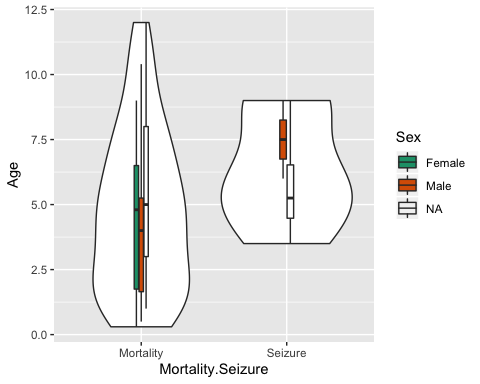 12.5
10.0
7.5
5.0
2.5
0.0
Age
Mortality
Seizure
Mortality.Seizure
Sex
Female
Male
NA